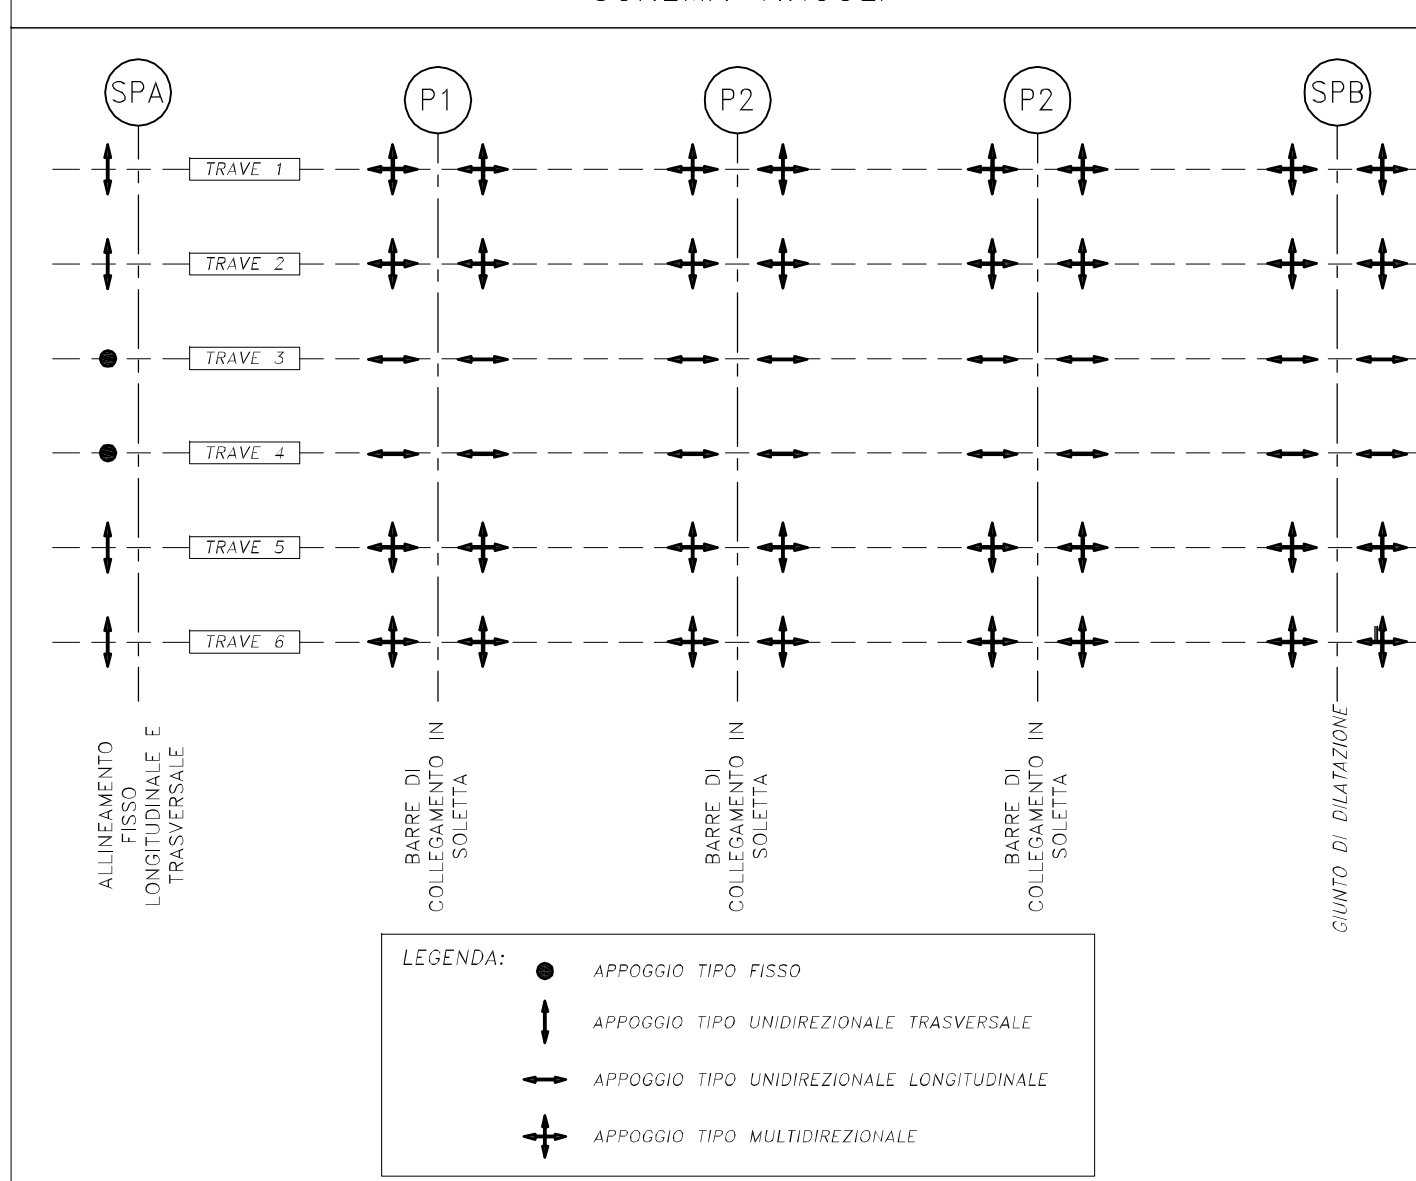 SPA
P1
P2
P2
SPB
TRAVE 1
TRAVE 2
TRAVE 3
TRAVE 4
TRAVE 5
TRAVE 6
ALLINEAMENTO
FISSO
LONGITUDINALE E
TRASVERSALE
BARRE DI
COLLEGAMENTO IN
SOLETTA
BARRE DI
COLLEGAMENTO IN
SOLETTA
BARRE DI
COLLEGAMENTO IN
SOLETTA
GIUNTO DI DILATAZIONE
LEGENDA:
APPOGGIO TIPO FISSO
APPOGGIO TIPO UNIDIREZIONALE TRASVERSALE
APPOGGIO TIPO UNIDIREZIONALE LONGITUDINALE
APPOGGIO TIPO MULTIDIREZIONALE